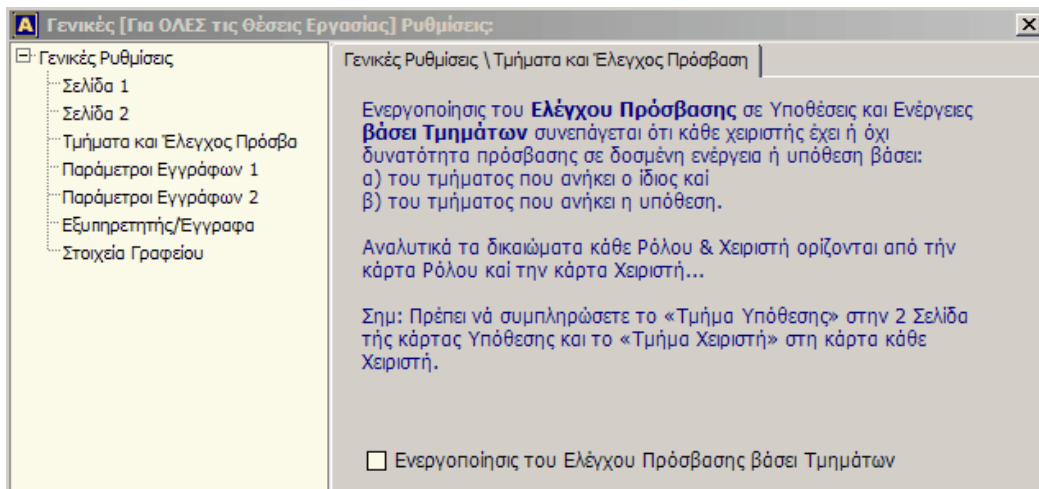 A Γενικές [Για ΟΛΕΣ τις Θέσεις Εργασίας] Ρυθμίσεις:
Γενικές Ρυθμίσεις
Σελίδα 1
Σελίδα 2
Τμήματα και Έλεγχος Πρόσβα
Παράμετροι Εγγράφων 1
Παράμετροι Εγγράφων 2
Εξυπηρετητής/Έγγραφα
Στοιχεία Γραφείου
Γενικές Ρυθμίσεις \ Τμήματα και Έλεγχος Πρόσβαση
Ενεργοποίησις του Ελέγχου Πρόσβασης σε Υποθέσεις και Ενέργειες
βάσει Τμημάτων συνεπάγεται ότι κάθε χειριστής έχει ή όχι
δυνατότητα πρόσβασης σε δοσμένη ενέργεια ή υπόθεση βάσει:
α) του τμήματος που ανήκει ο ίδιος καί
β) του τμήματος που ανήκει η υπόθεση.
Αναλυτικά τα δικαιώματα κάθε Ρόλου & Χειριστή ορίζονται από τήν
κάρτα Ρόλου καί την κάρτα Χειριστή...
Σημ: Πρέπει νά συμπληρώσετε το «Τμήμα Υπόθεσης» στην 2 Σελίδα
τής κάρτας Υπόθεσης και το «Τμήμα Χειριστή» στη κάρτα κάθε
Χειριστή.
Ενεργοποίησις του Ελέγχου Πρόσβασης βάσει Τμημάτων